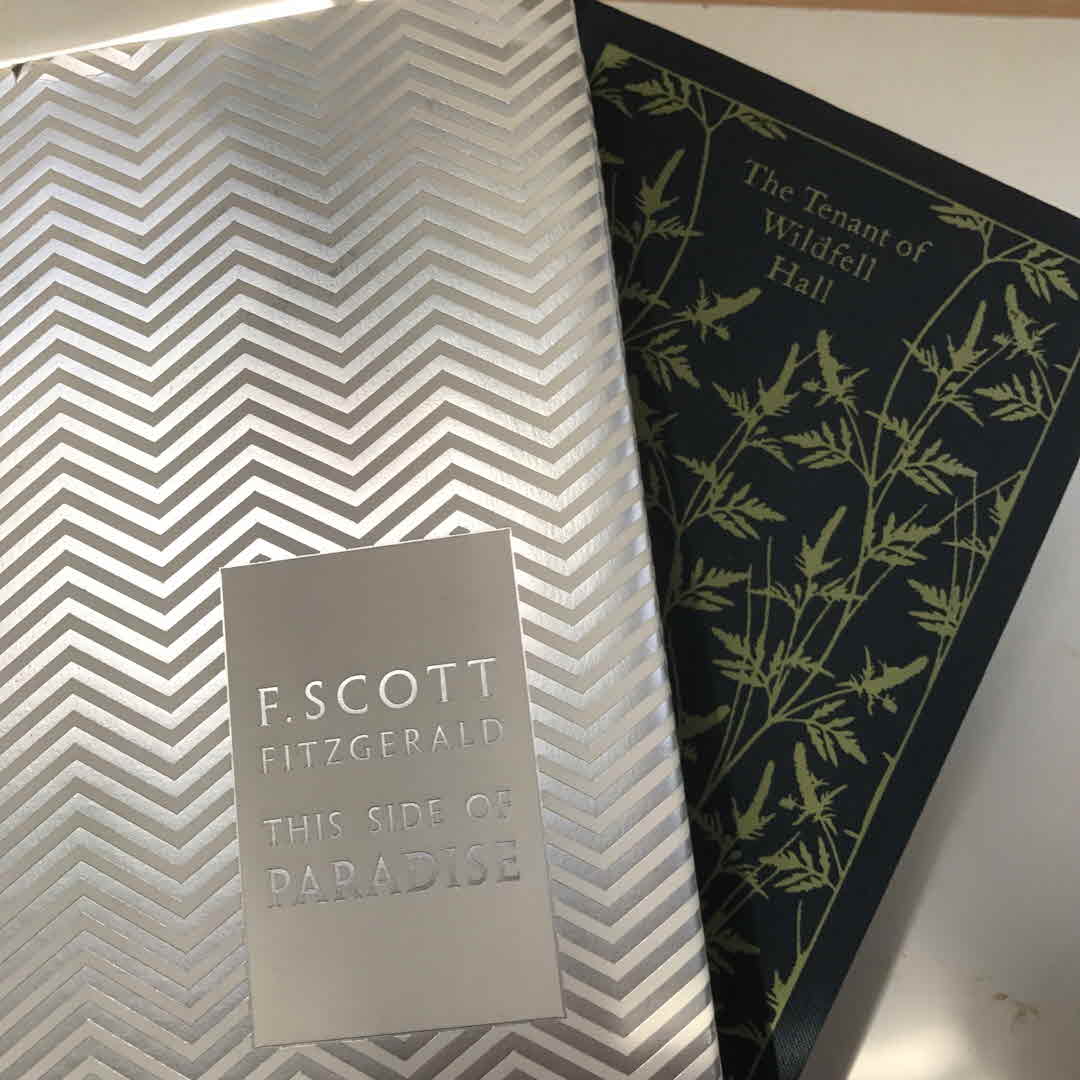 F. SCOTT
FITZGERALD
THIS SIDE OF
PARADISE
The Tenant of
Wildfell
Hall